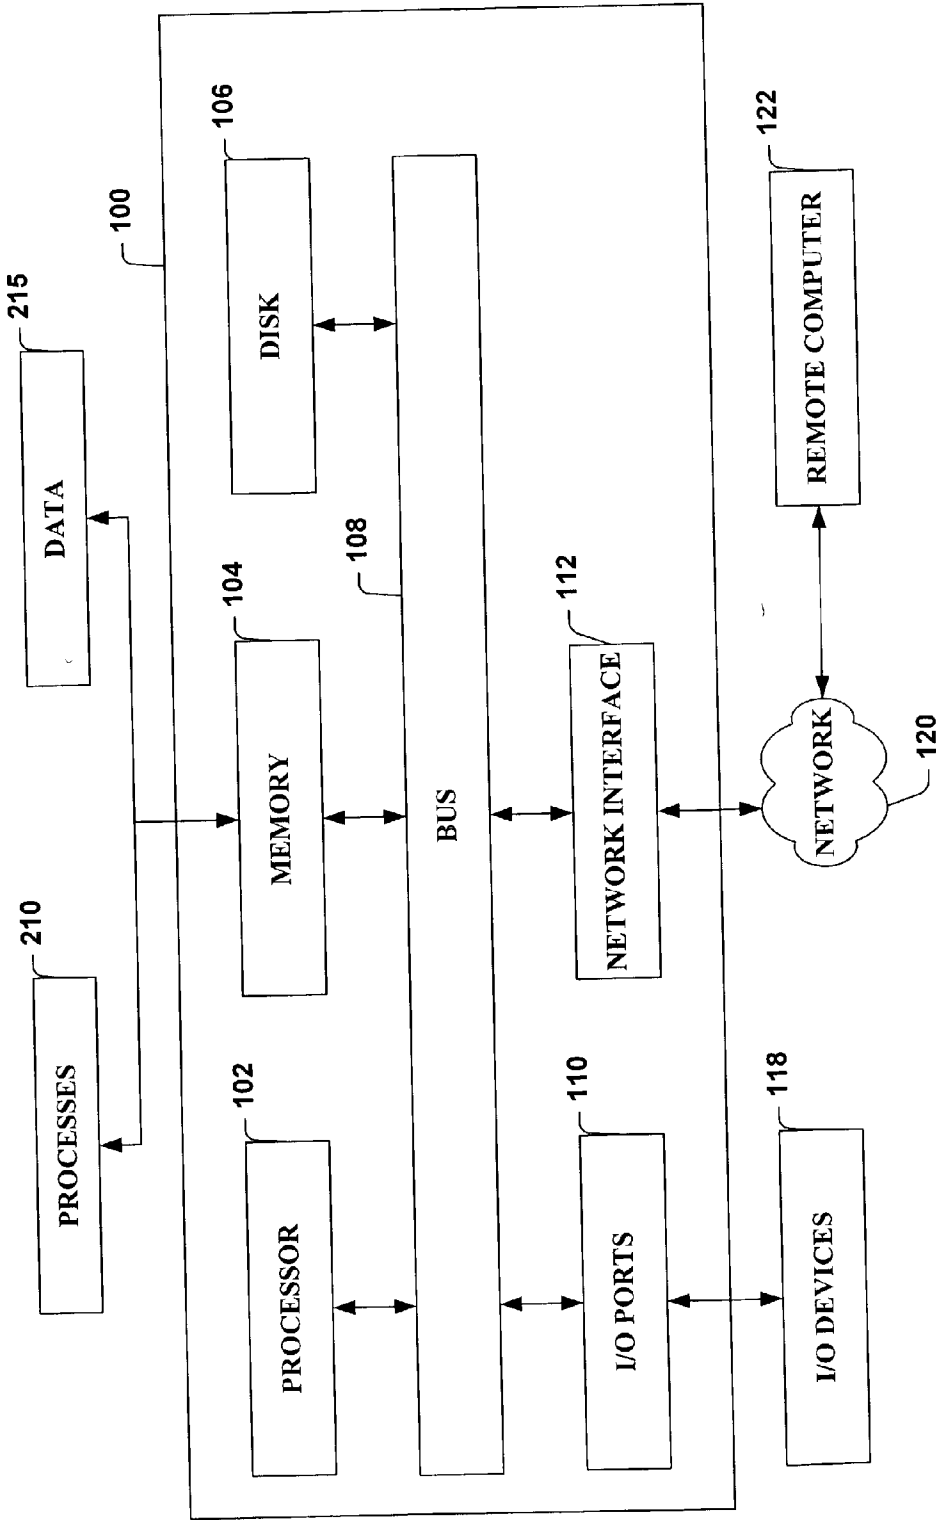 PROCESSES
210
DATA
215
100
PROCESSOR
102
MEMORY
104
DISK
106
BUS
108
I/O PORTS
110
NETWORK INTERFACE
112
I/O DEVICES
118
NETWORK
120
REMOTE COMPUTER
122